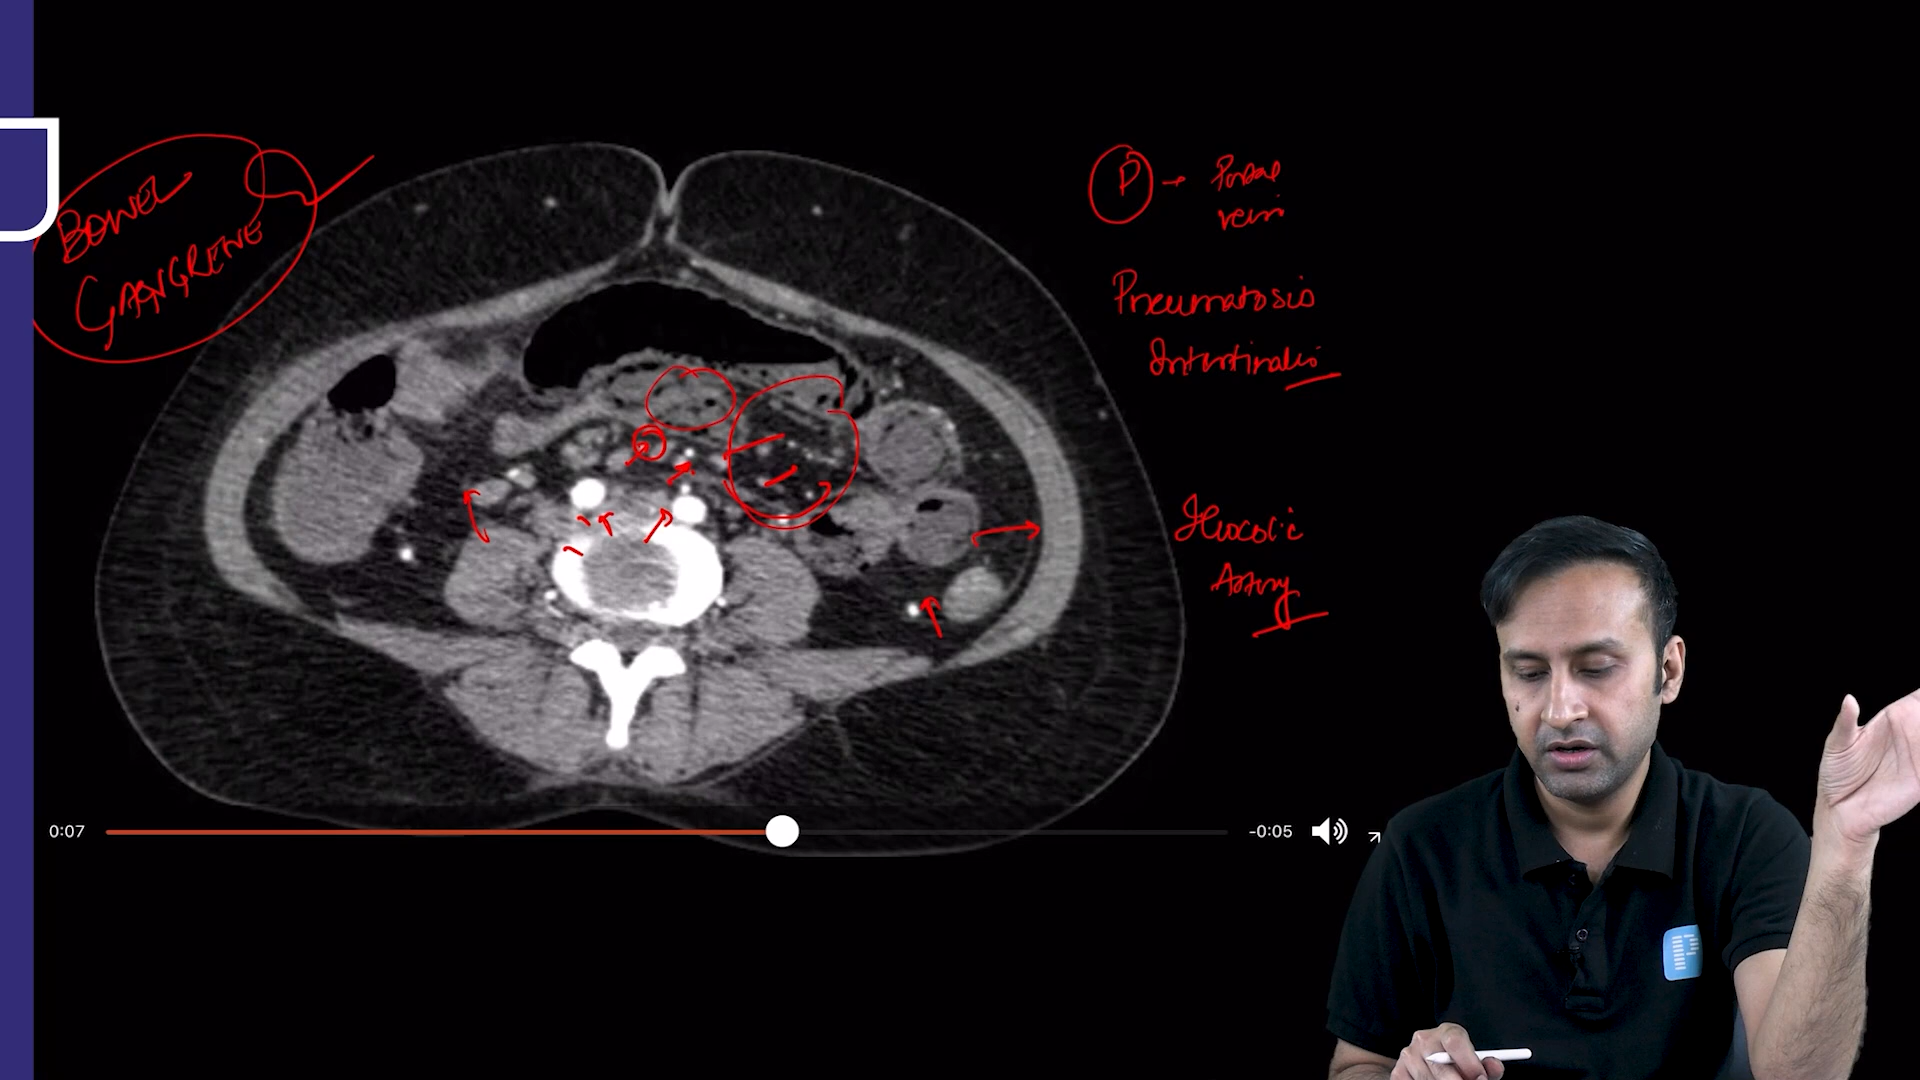 BOWEL
GANGRENE
P → Portal
vein
Pneumatosis
Intestinalis
Ileocolic
Artery
0:07
-0:05
P